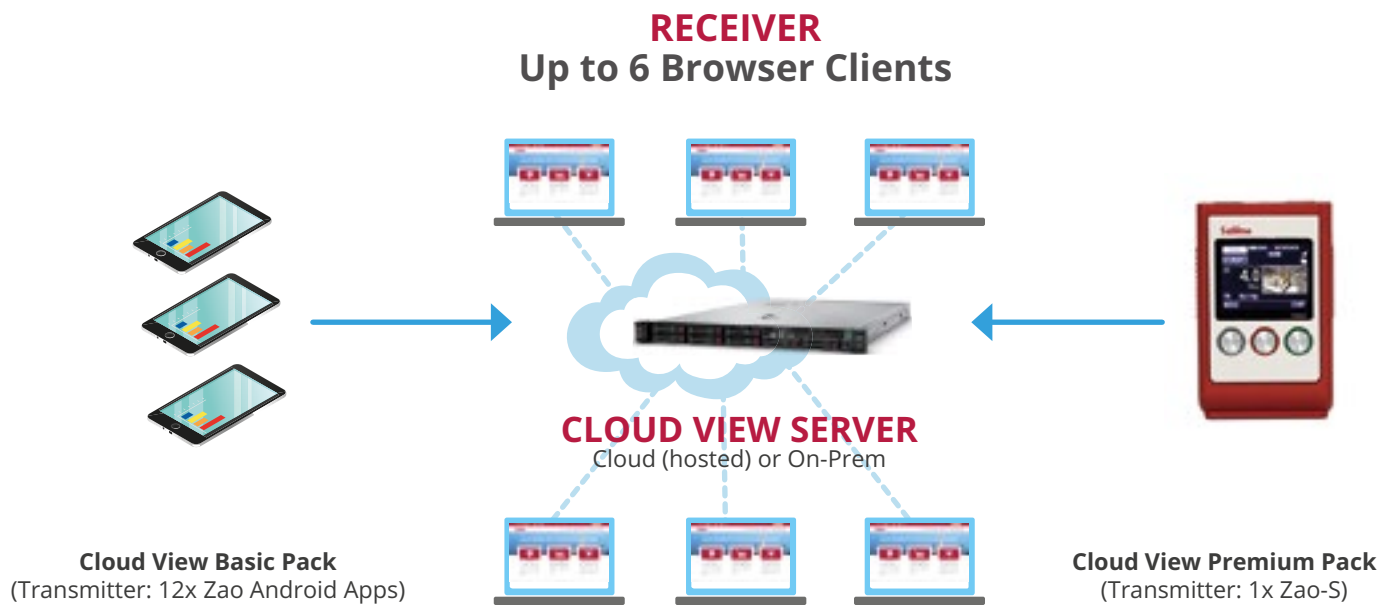 RECEIVER
Up to 6 Browser Clients
CLOUD VIEW SERVER
Cloud (hosted) or On-Prem
Cloud View Basic Pack
(Transmitter: 12x Zao Android Apps)
Cloud View Premium Pack
(Transmitter: 1x Zao-S)